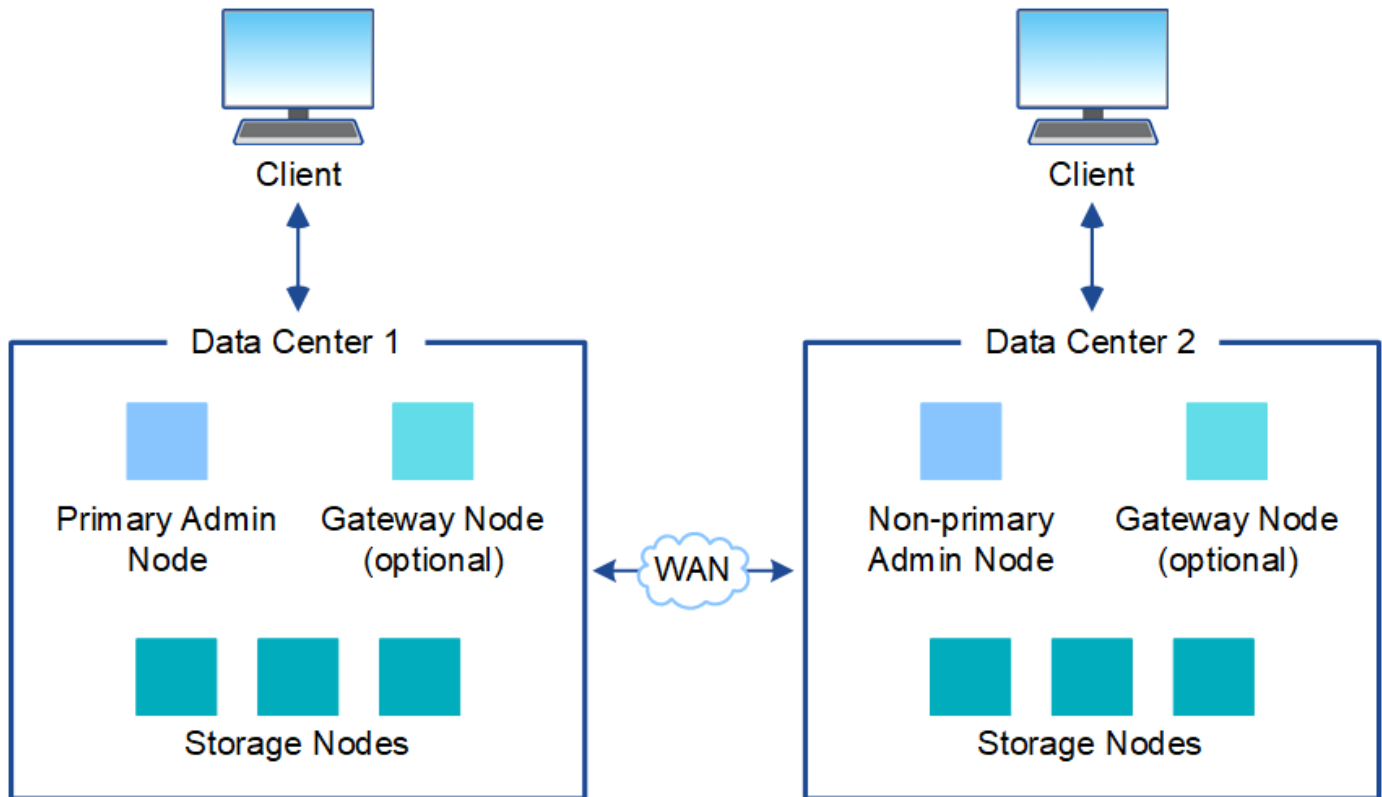 Client
Client
Data Center 1
Data Center 2
Primary Admin
Node
Gateway Node
(optional)
Non-primary
Admin Node
Gateway Node
(optional)
WAN
Storage Nodes
Storage Nodes